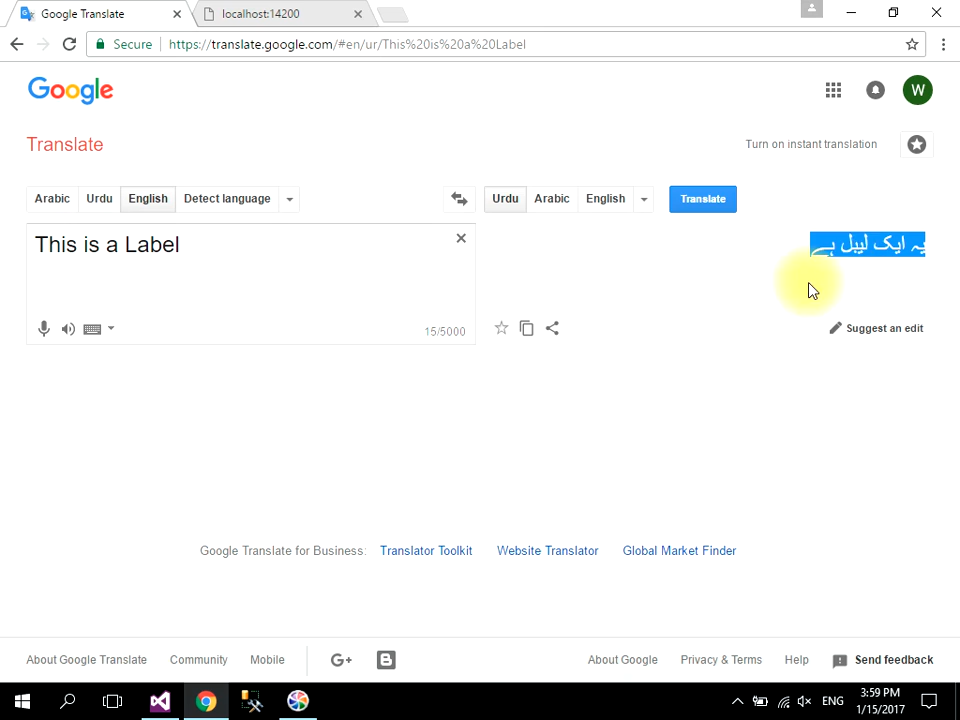 Google Translate
localhost:14200
Secure
https://translate.google.com/#en/ur/This%20is%20a%20Label
Google
W
Translate
Turn on instant translation
Arabic Urdu English Detect language
Urdu Arabic English Translate
This is a Label
یہ ایک لیبل ہے
15/5000
Suggest an edit
Google Translate for Business: Translator Toolkit Website Translator Global Market Finder
About Google Translate Community Mobile G+ B About Google Privacy & Terms Help Send feedback
ENG
3:59 PM
1/15/2017